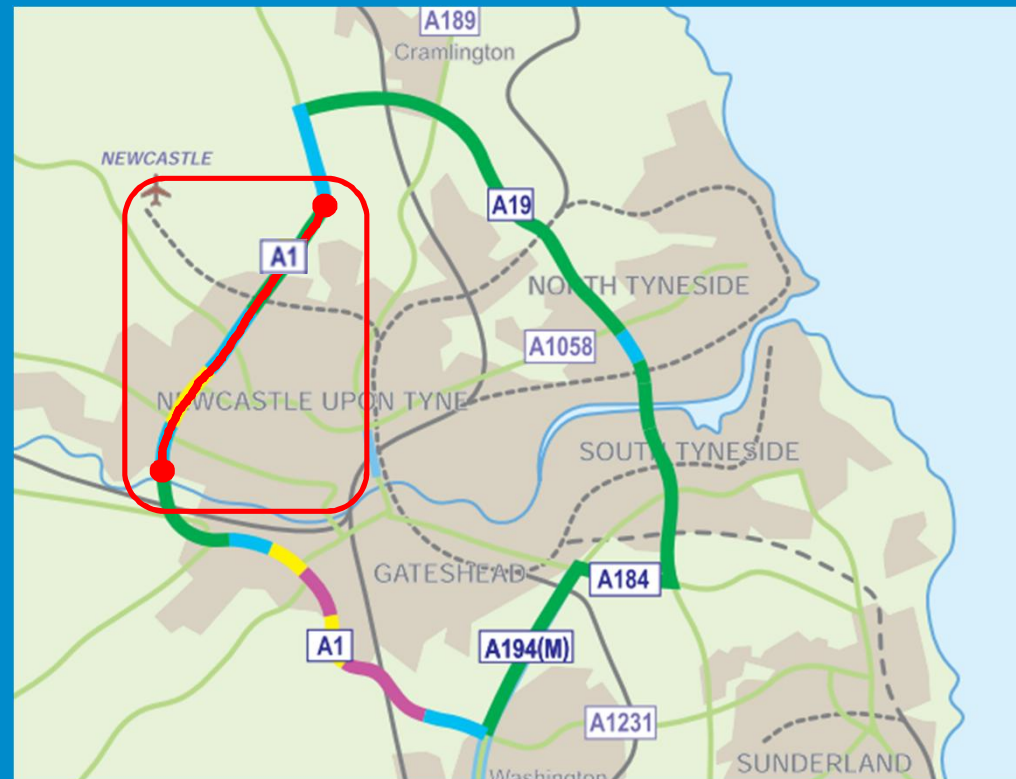 A189
Cramlington
NEWCASTLE
A19
A1
NORTH TYNESIDE
A1058
NEWCASTLE UPON TYNE
SOUTH TYNESIDE
GATESHEAD
A184
A1
A194(M)
A1231
SUNDERLAND
Washington